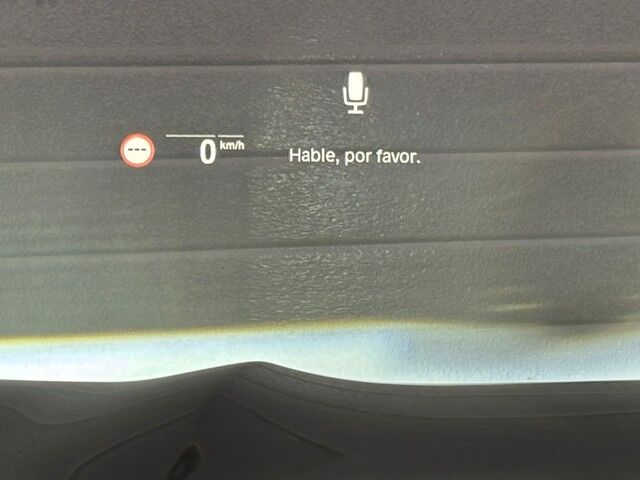 ---
0 km/h
Hable, por favor.